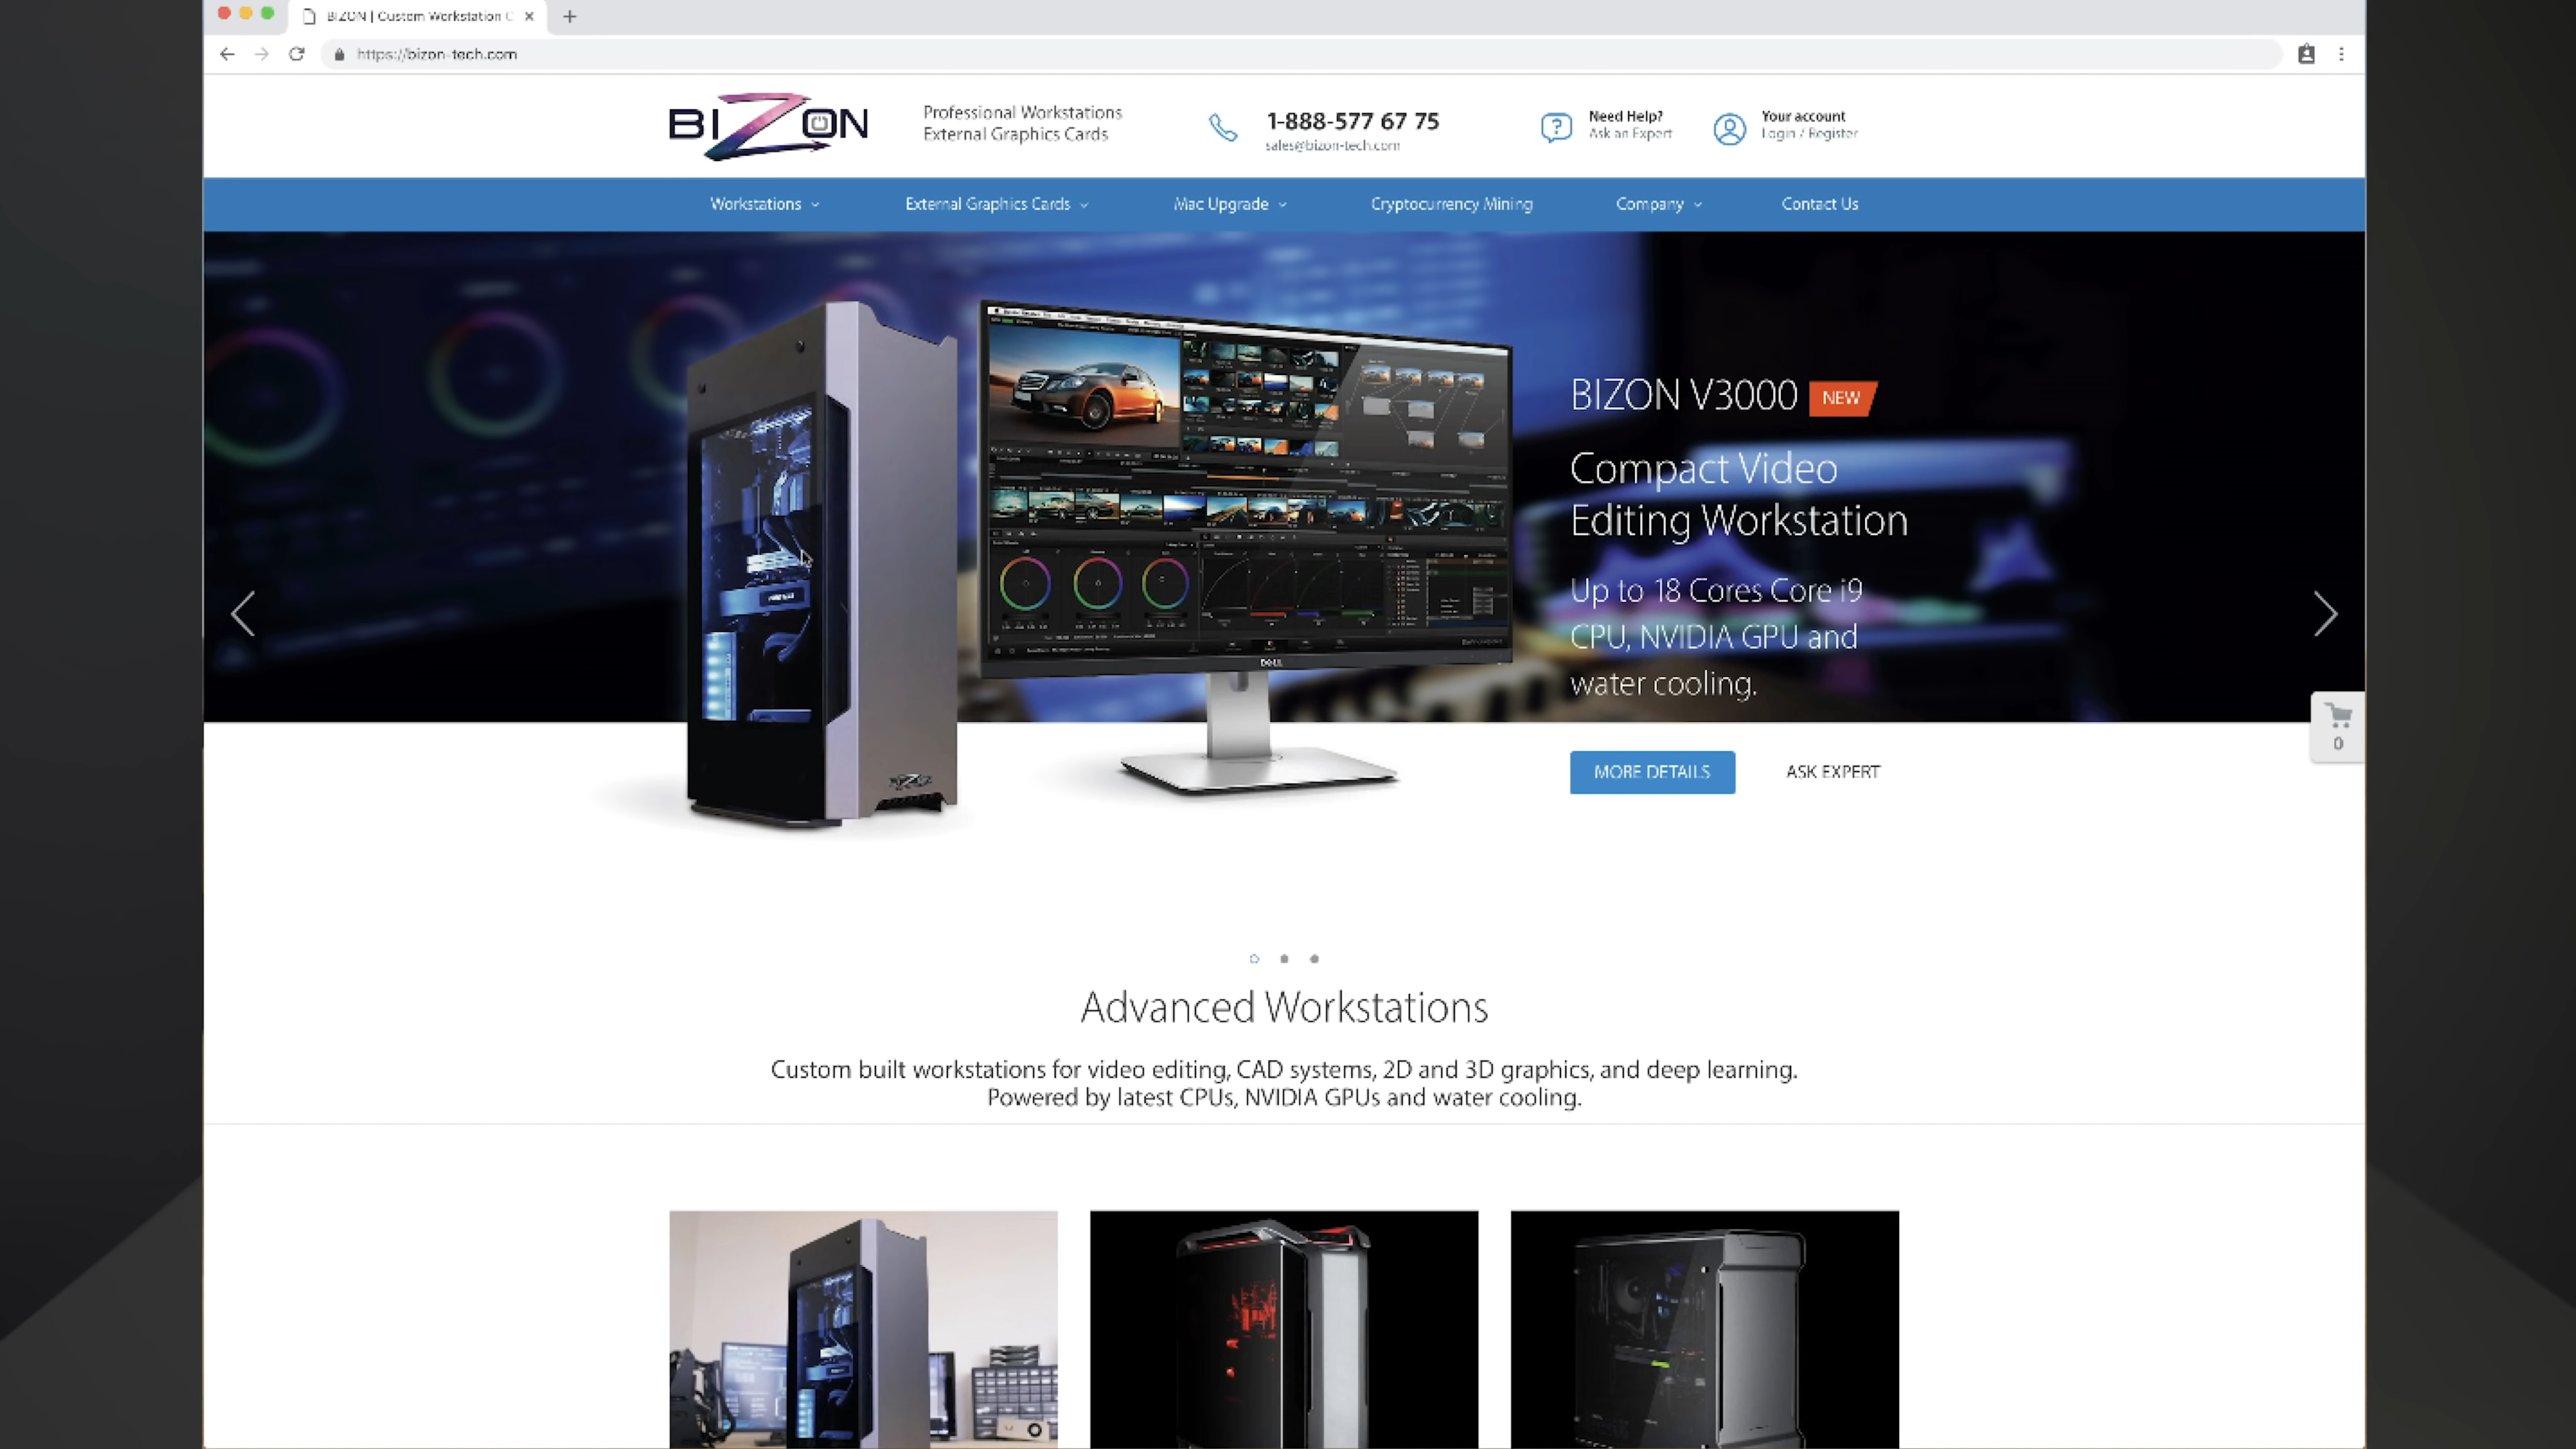 BIZON | Custom Workstation C
https://bizon-tech.com
BIZON
Professional Workstations
External Graphics Cards
1-888-577 67 75
sales@bizon-tech.com
Need Help?
Ask an Expert
Your account
Login / Register
Workstations
External Graphics Cards
Mac Upgrade
Cryptocurrency Mining
Company
Contact Us
BIZON V3000 NEW
Compact Video
Editing Workstation
Up to 18 Cores Core i9
CPU, NVIDIA GPU and
water cooling.
DELL
0
MORE DETAILS
ASK EXPERT
Advanced Workstations
Custom built workstations for video editing, CAD systems, 2D and 3D graphics, and deep learning.
Powered by latest CPUs, NVIDIA GPUs and water cooling.